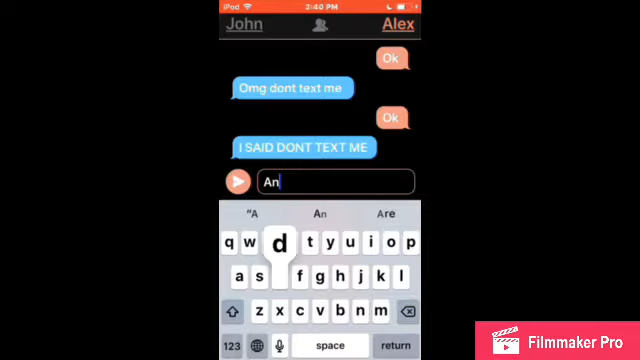 iPod 2:40 PM
John Alex
Ok
Omg dont text me
Ok
I SAID DONT TEXT ME
An
"A An Are
q w d t y u i o p
a s f g h j k l
z x c v b n m
123 space return
Filmmaker Pro